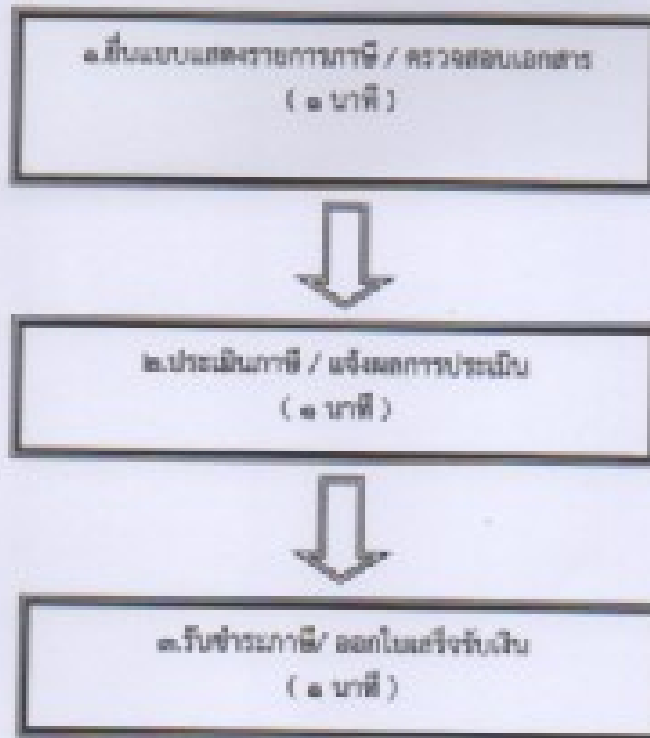 ๑.ยื่นแบบแสดงรายการภาษี / ตรวจสอบเอกสาร
( ๑ นาที )
๒.ประเมินภาษี / แจ้งผลการประเมิน
( ๑ นาที )
๓.รับชำระภาษี/ ออกใบเสร็จรับเงิน
( ๑ นาที )